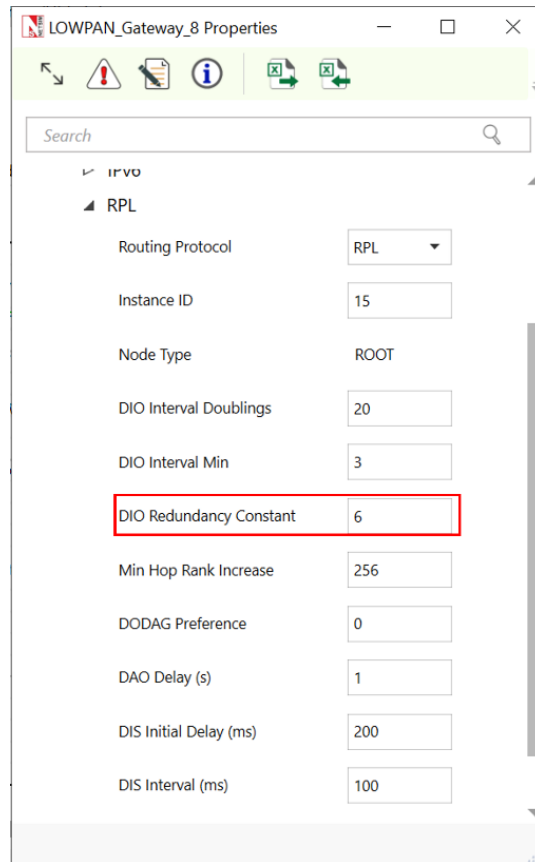 LOWPAN_Gateway_8 Properties
Search
IPv6
RPL
Routing Protocol RPL
Instance ID 15
Node Type ROOT
DIO Interval Doublings 20
DIO Interval Min 3
DIO Redundancy Constant 6
Min Hop Rank Increase 256
DODAG Preference 0
DAO Delay (s) 1
DIS Initial Delay (ms) 200
DIS Interval (ms) 100